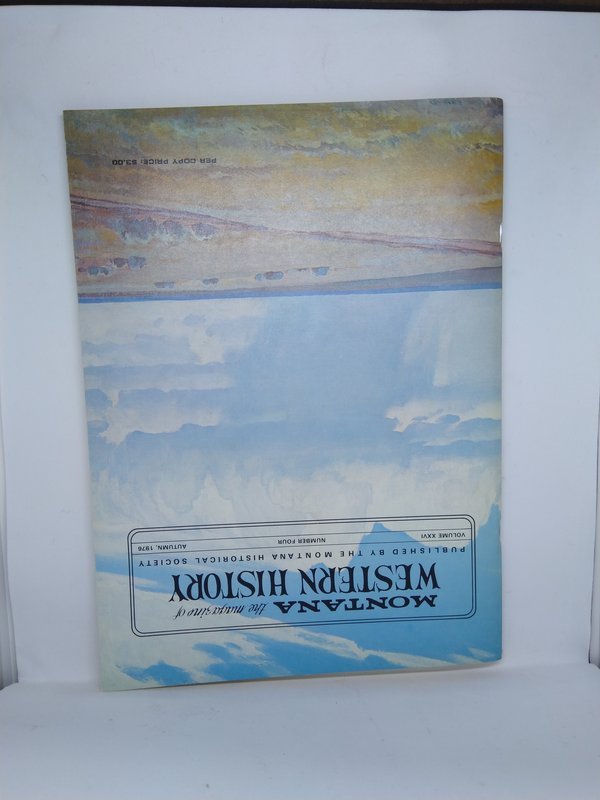 MONTANA the magazine of
WESTERN HISTORY
PUBLISHED BY THE MONTANA HISTORICAL SOCIETY
VOLUME XXVI NUMBER FOUR AUTUMN, 1976
PER COPY PRICE: $3.00